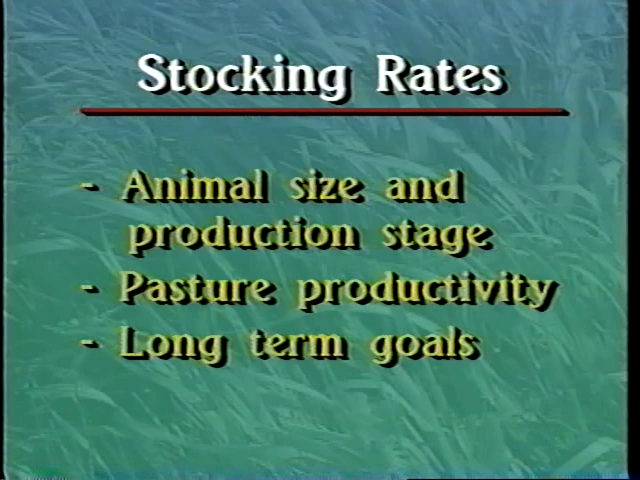 Stocking Rates
- Animal size and
production stage
- Pasture productivity
- Long term goals